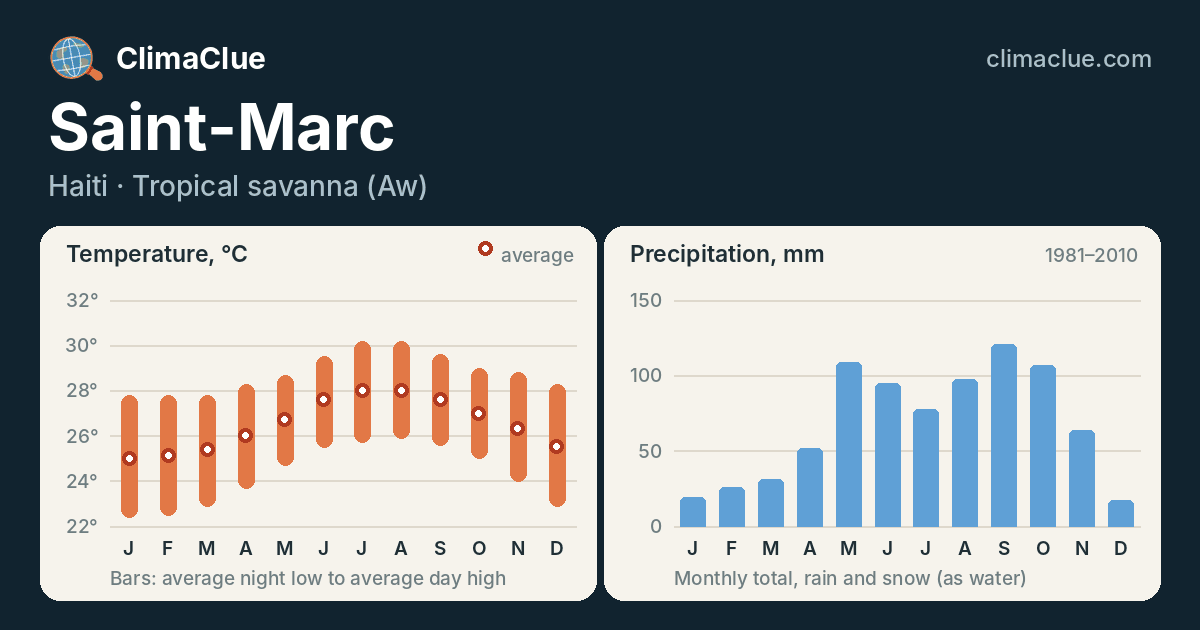 ClimaClue
climaclue.com
Saint-Marc
Haiti · Tropical savanna (Aw)
Temperature, °C
average
32°
30°
28°
26°
24°
22°
J F M A M J J A S O N D
Bars: average night low to average day high
Precipitation, mm
1981–2010
150
100
50
0
J F M A M J J A S O N D
Monthly total, rain and snow (as water)